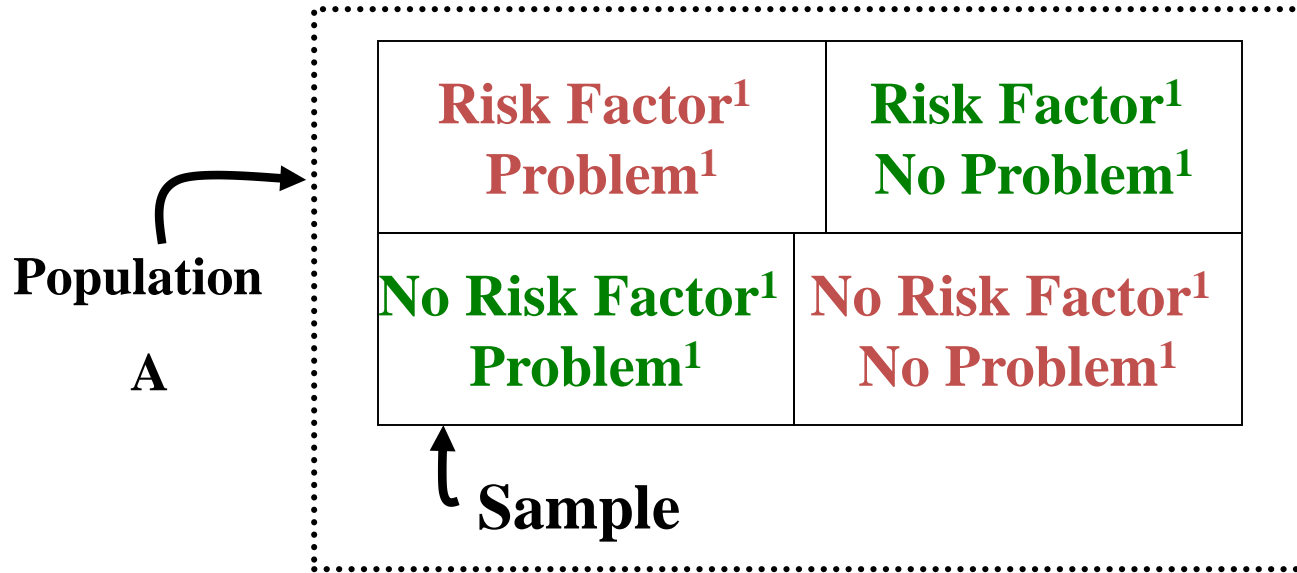 Risk Factor¹
Problem¹
Risk Factor¹
No Problem¹
Population
A
No Risk Factor¹
Problem¹
No Risk Factor¹
No Problem¹
Sample